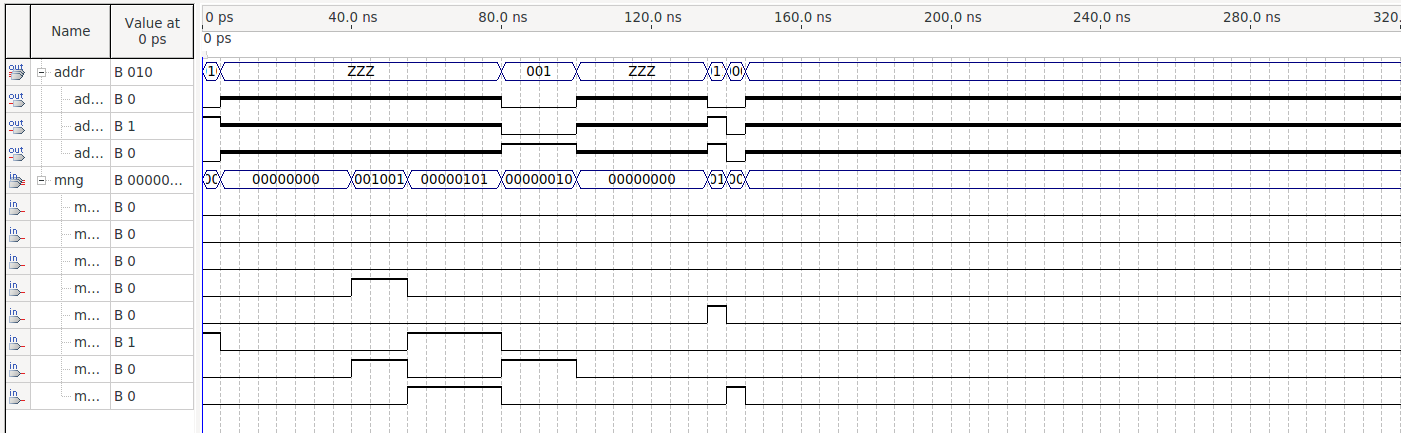 Name
Value at
0 ps
0 ps 40.0 ns 80.0 ns 120.0 ns 160.0 ns 200.0 ns 240.0 ns 280.0 ns 320.
0 ps
out addr B 010 1 ZZZ 001 ZZZ 1 00
out ad... B 0
out ad... B 1
out ad... B 0
in mng B 00000... 00 00000000 001001 00000101 00000010 00000000 01 00
in m... B 0
in m... B 0
in m... B 0
in m... B 0
in m... B 0
in m... B 1
in m... B 0
in m... B 0